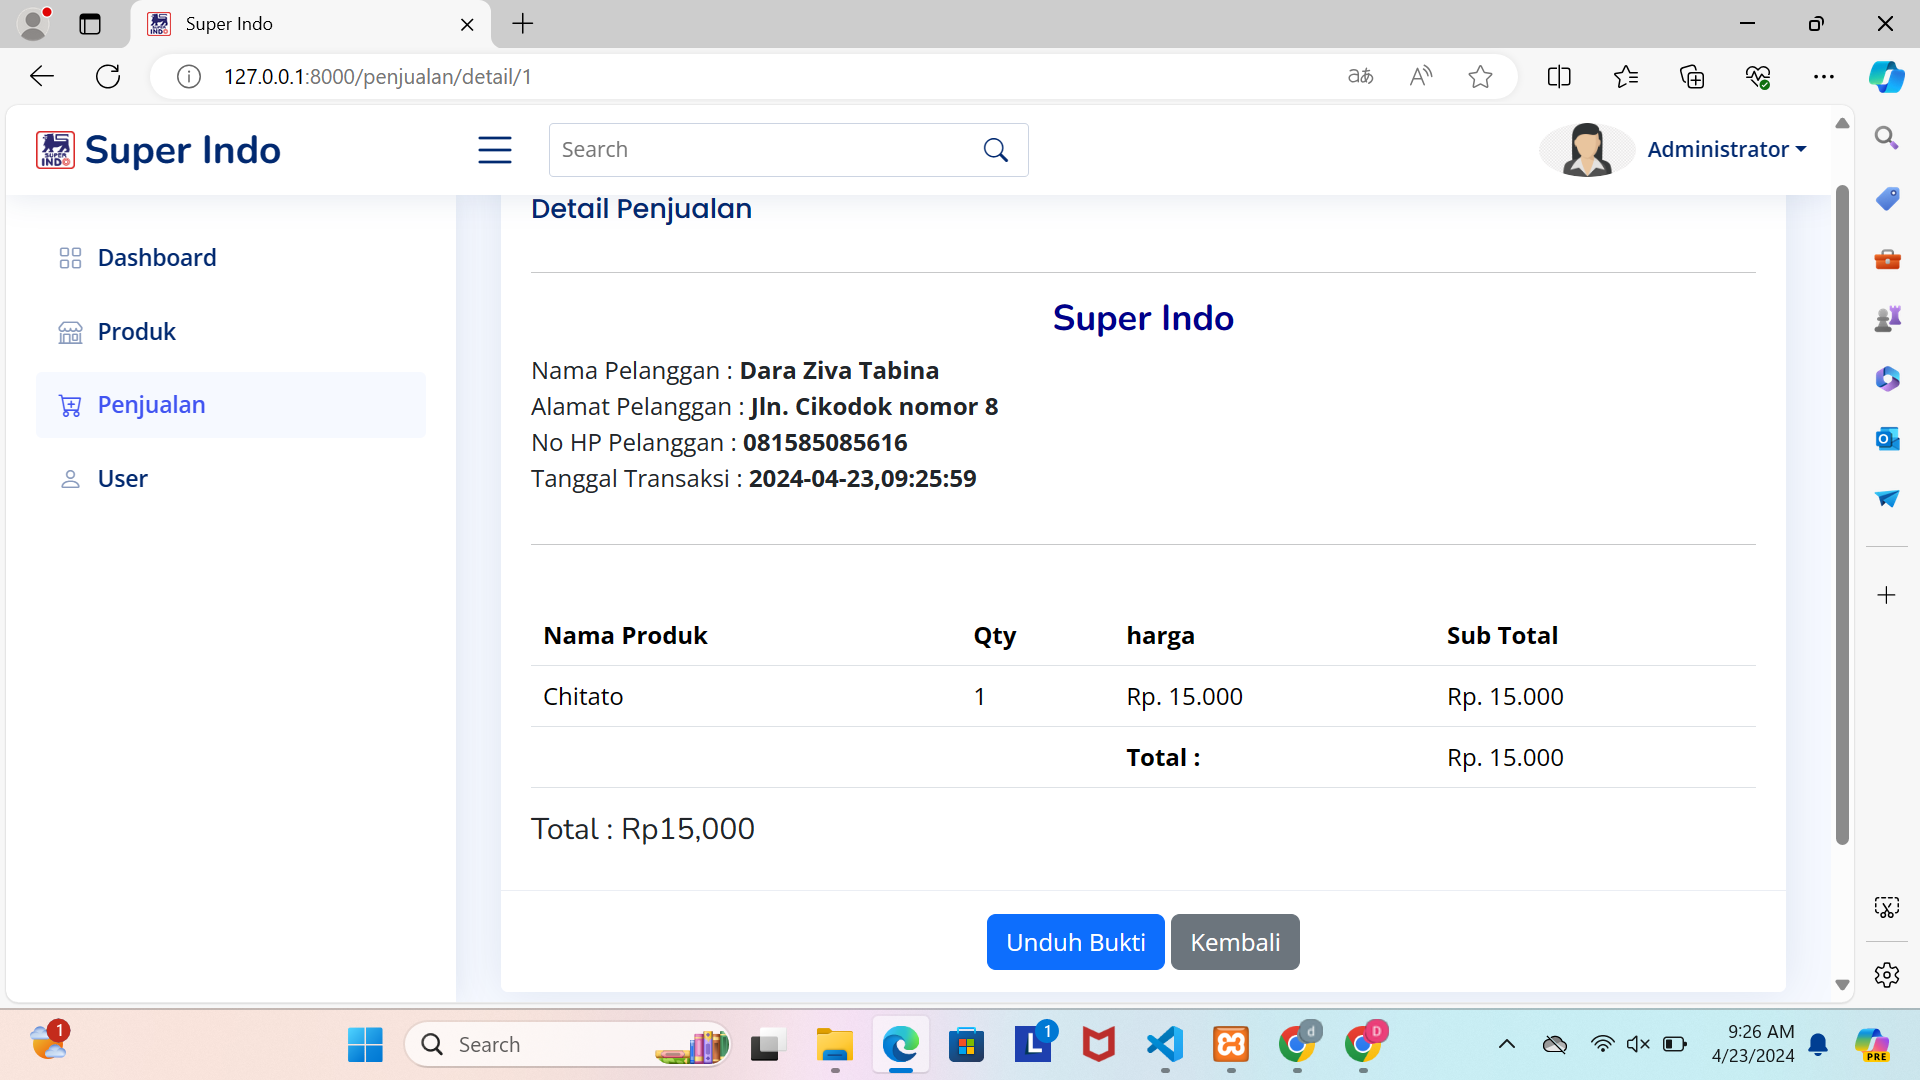 Super Indo
127.0.0.1:8000/penjualan/detail/1
Super Indo
Search
Administrator
Dashboard
Produk
Penjualan
User
Detail Penjualan
Super Indo
Nama Pelanggan : Dara Ziva Tabina
Alamat Pelanggan : Jln. Cikodok nomor 8
No HP Pelanggan : 081585085616
Tanggal Transaksi : 2024-04-23,09:25:59
Nama Produk Qty harga Sub Total
Chitato 1 Rp. 15.000 Rp. 15.000
Total : Rp. 15.000
Total : Rp15,000
Unduh Bukti Kembali
1
Search
1
d
D
9:26 AM
4/23/2024
PRE